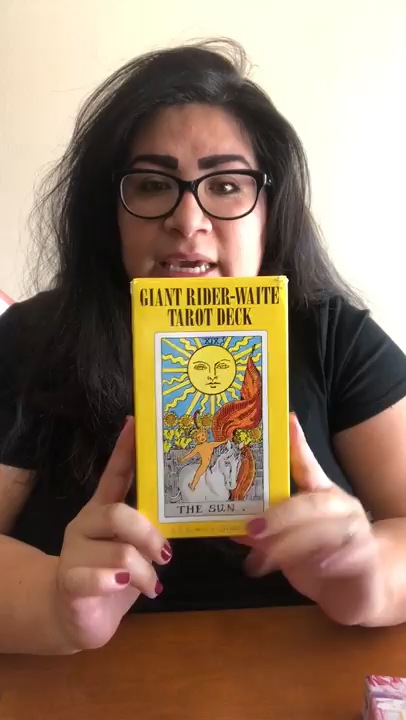 GIANT RIDER-WAITE
TAROT DECK
XIX
THE SUN.